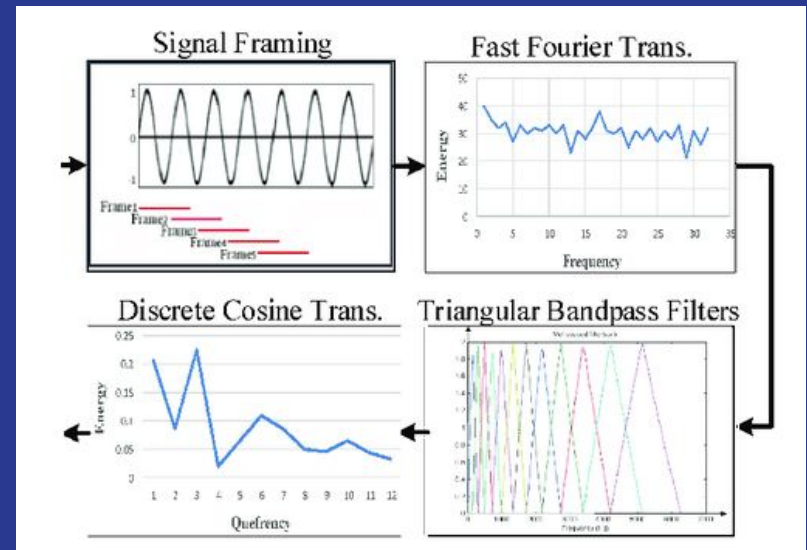 Signal Framing
1
0
-1
Frame1
Frame2
Frame3
Frame4
Frame5
Fast Fourier Trans.
Energy
50
40
30
20
10
0
5 10 15 20 25 30 35
Frequency
Discrete Cosine Trans.
Energy
0.25
0.2
0.15
0.1
0.05
0
1 2 3 4 5 6 7 8 9 10 11 12
Quefrency
Triangular Bandpass Filters